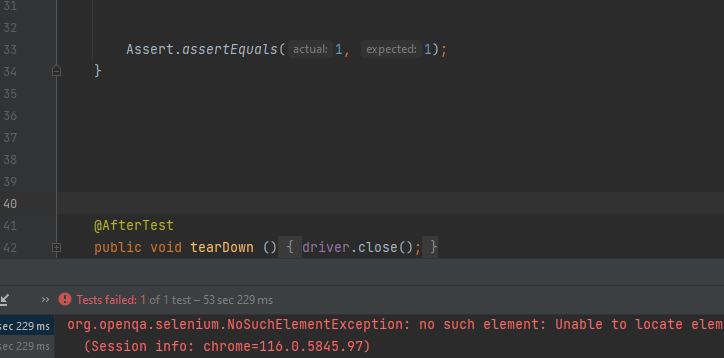 31
32
33 Assert.assertEquals( actual: 1, expected: 1);
34 }
35
36
37
38
39
40
41 @AfterTest
42 public void tearDown () { driver.close(); }
» Tests failed: 1 of 1 test – 53 sec 229 ms
sec 229 ms org.openqa.selenium.NoSuchElementException: no such element: Unable to locate elem
sec 229 ms (Session info: chrome=116.0.5845.97)